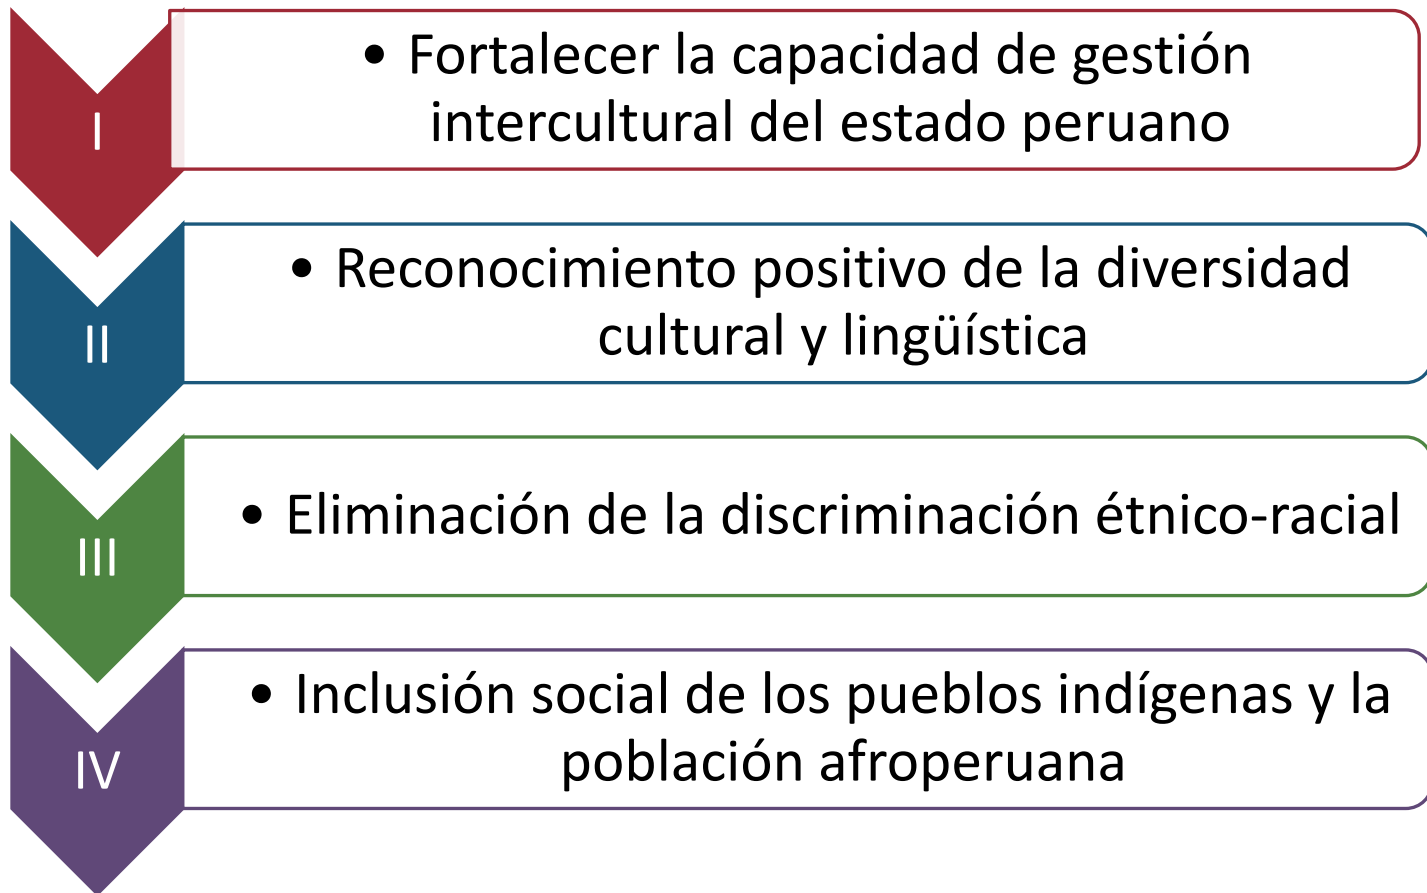 I
• Fortalecer la capacidad de gestión
intercultural del estado peruano
II
• Reconocimiento positivo de la diversidad
cultural y lingüística
III
• Eliminación de la discriminación étnico-racial
IV
• Inclusión social de los pueblos indígenas y la
población afroperuana